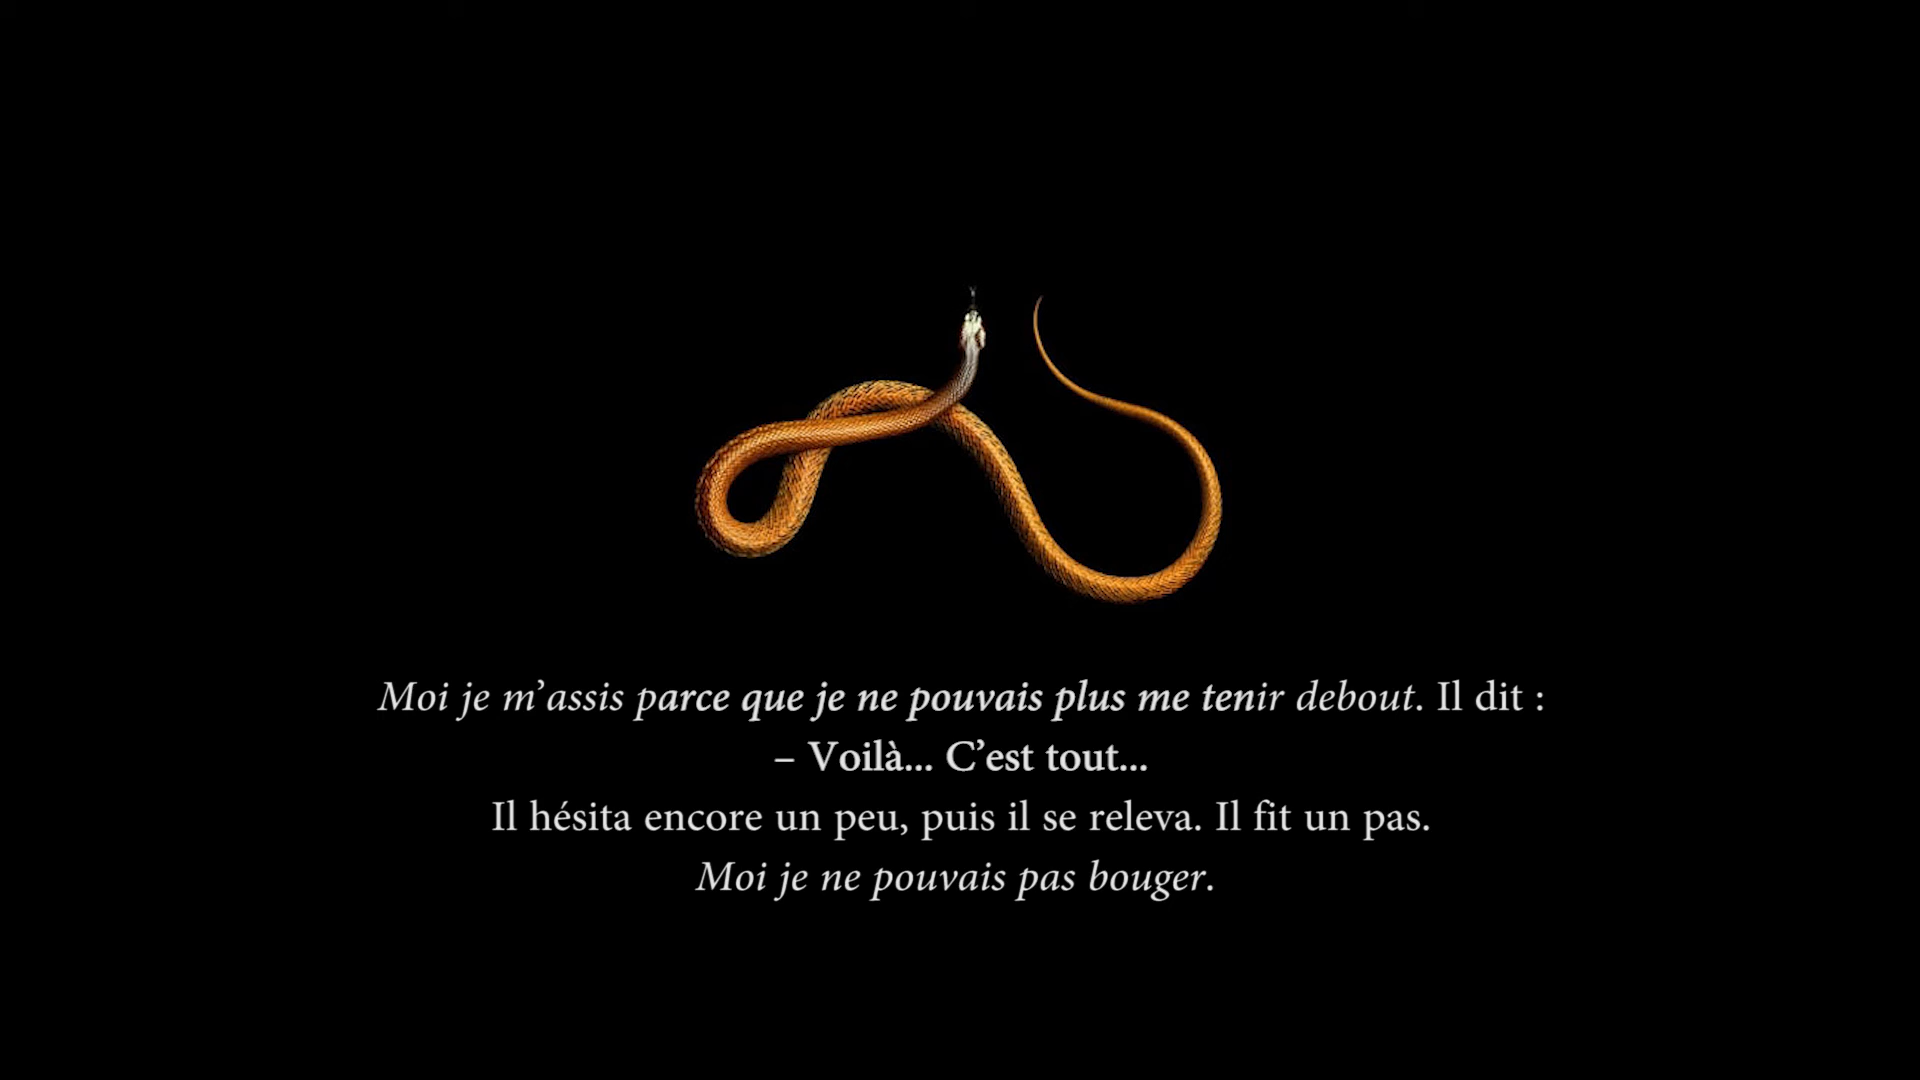 Moi je m’assis parce que je ne pouvais plus me tenir debout. Il dit :
– Voilà... C’est tout...
Il hésita encore un peu, puis il se releva. Il fit un pas.
Moi je ne pouvais pas bouger.